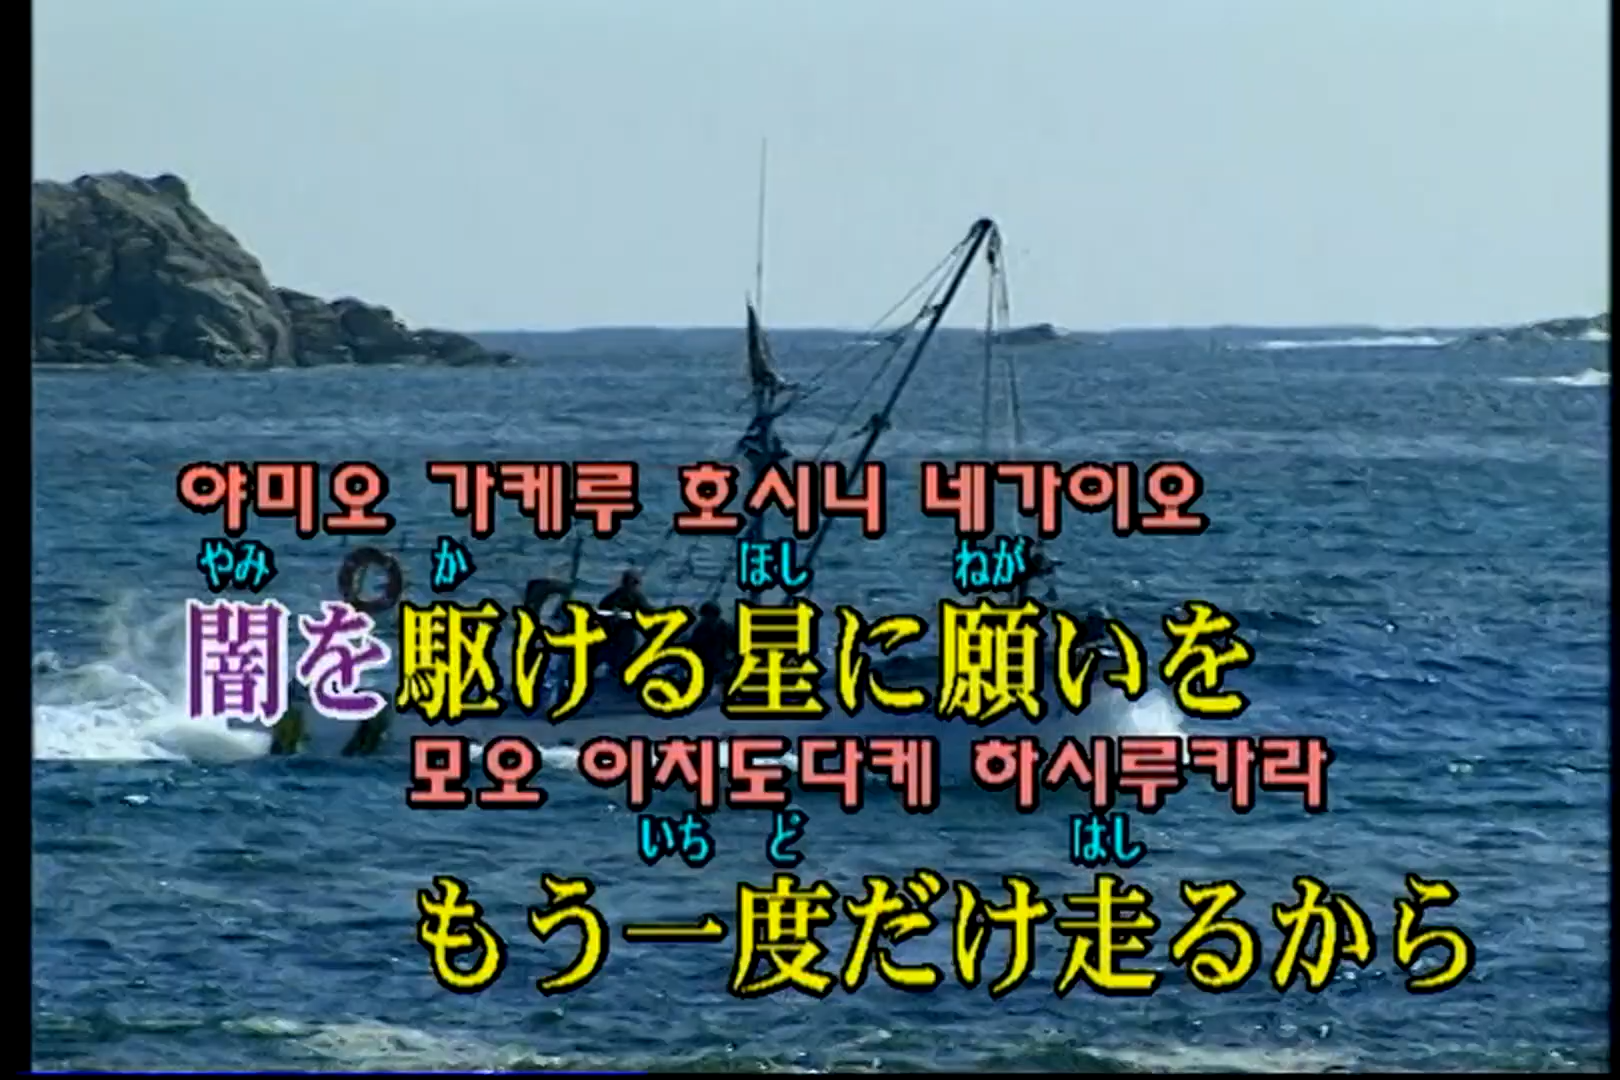 야미오 가케루 호시니 네가이오
やみ か ほし ねが
闇を駆ける星に願いを
모오 이치도다케 하시루카라
いち ど はし
もう一度だけ走るから